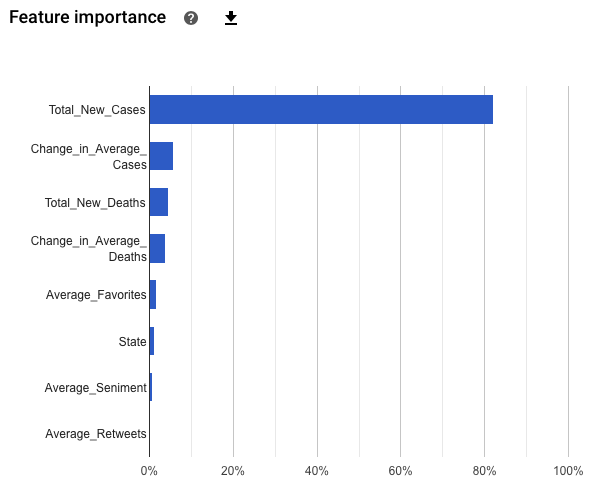 Feature importance
?
Total_New_Cases
Change_in_Average_
Cases
Total_New_Deaths
Change_in_Average_
Deaths
Average_Favorites
State
Average_Seniment
Average_Retweets
0% 20% 40% 60% 80% 100%